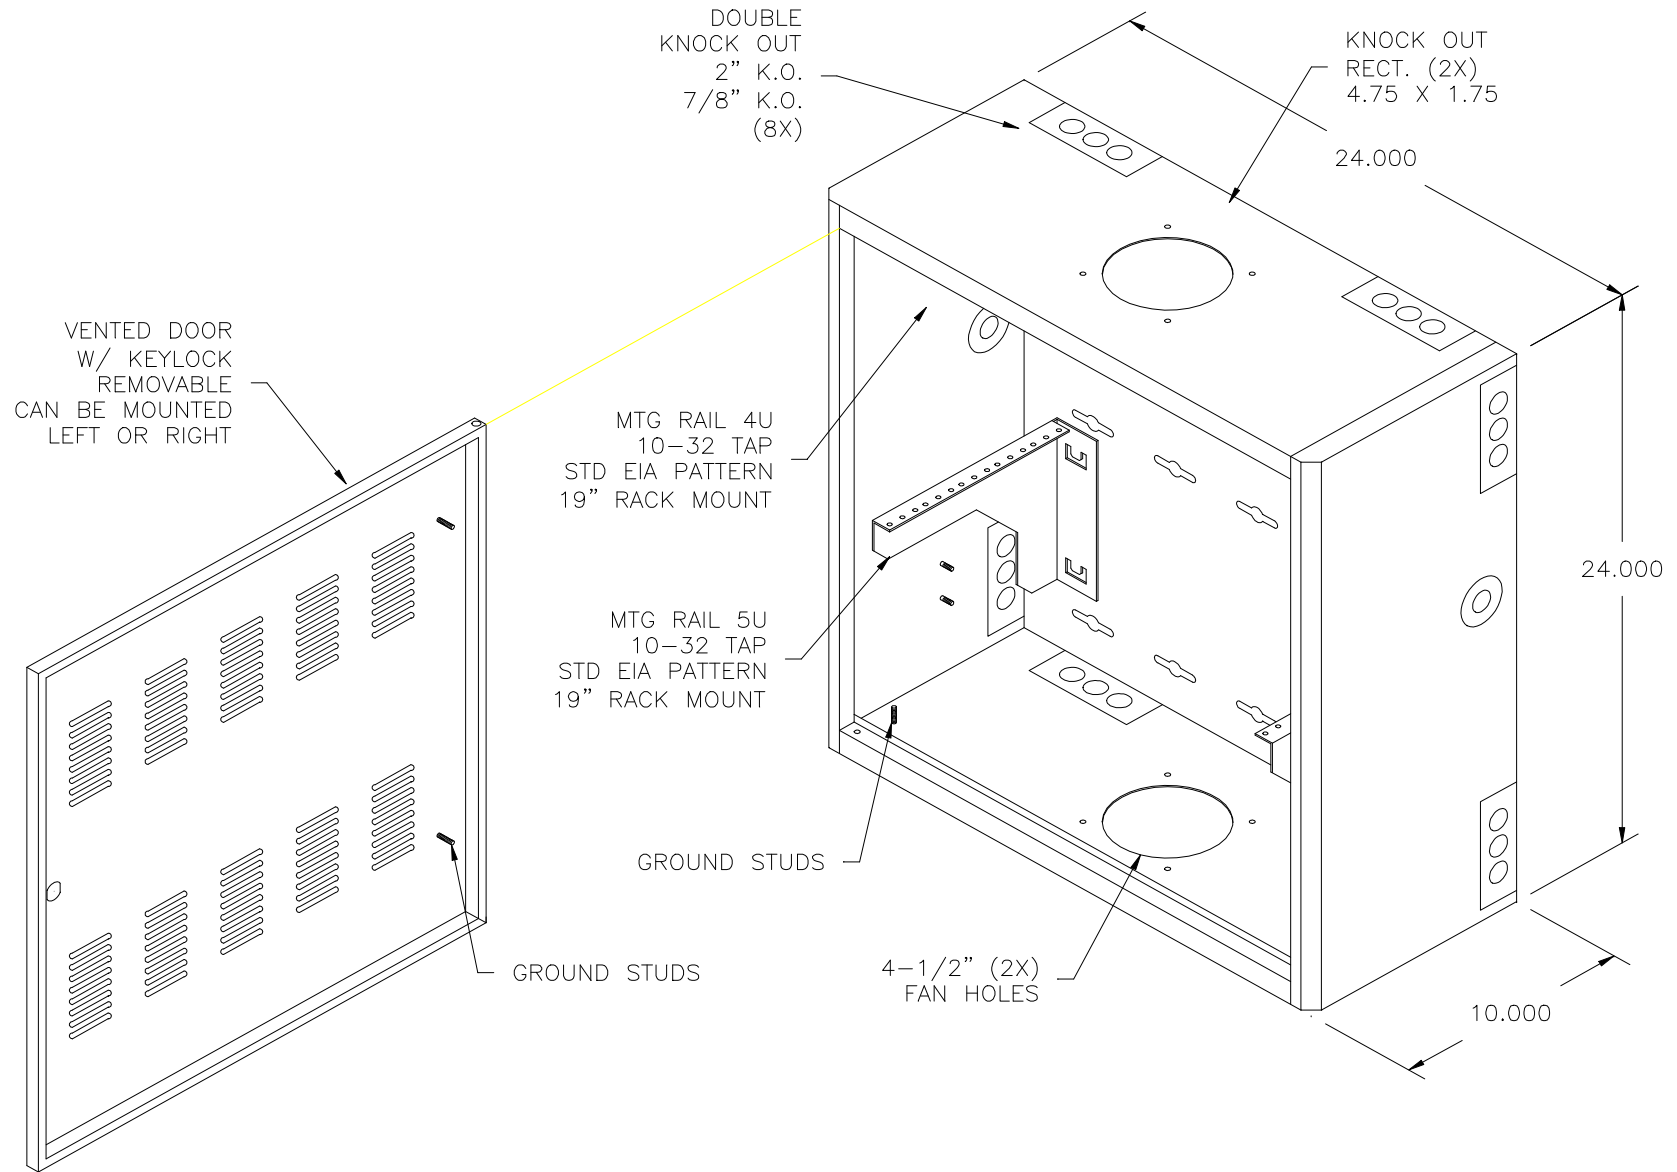 DOUBLE
KNOCK OUT
2” K.O.
7/8” K.O.
(8X)
KNOCK OUT
RECT. (2X)
4.75 X 1.75
24.000
VENTED DOOR
W/ KEYLOCK
REMOVABLE
CAN BE MOUNTED
LEFT OR RIGHT
MTG RAIL 4U
10-32 TAP
STD EIA PATTERN
19” RACK MOUNT
24.000
MTG RAIL 5U
10-32 TAP
STD EIA PATTERN
19” RACK MOUNT
GROUND STUDS
GROUND STUDS
4-1/2” (2X)
FAN HOLES
10.000